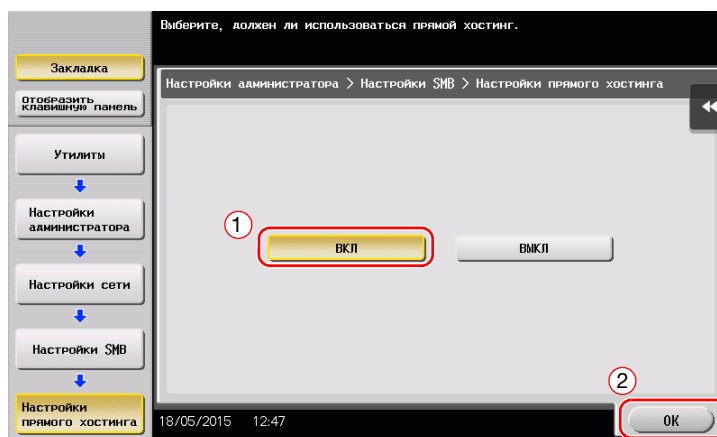 Выберите, должен ли использоваться прямой хостинг.
Закладка
Отобразить
клавишную панель
Настройки администратора > Настройки SMB > Настройки прямого хостинга
Утилиты
Настройки
администратора
1
ВКЛ
ВЫКЛ
Настройки сети
Настройки SMB
2
Настройки
прямого хостинга
18/05/2015 12:47
OK